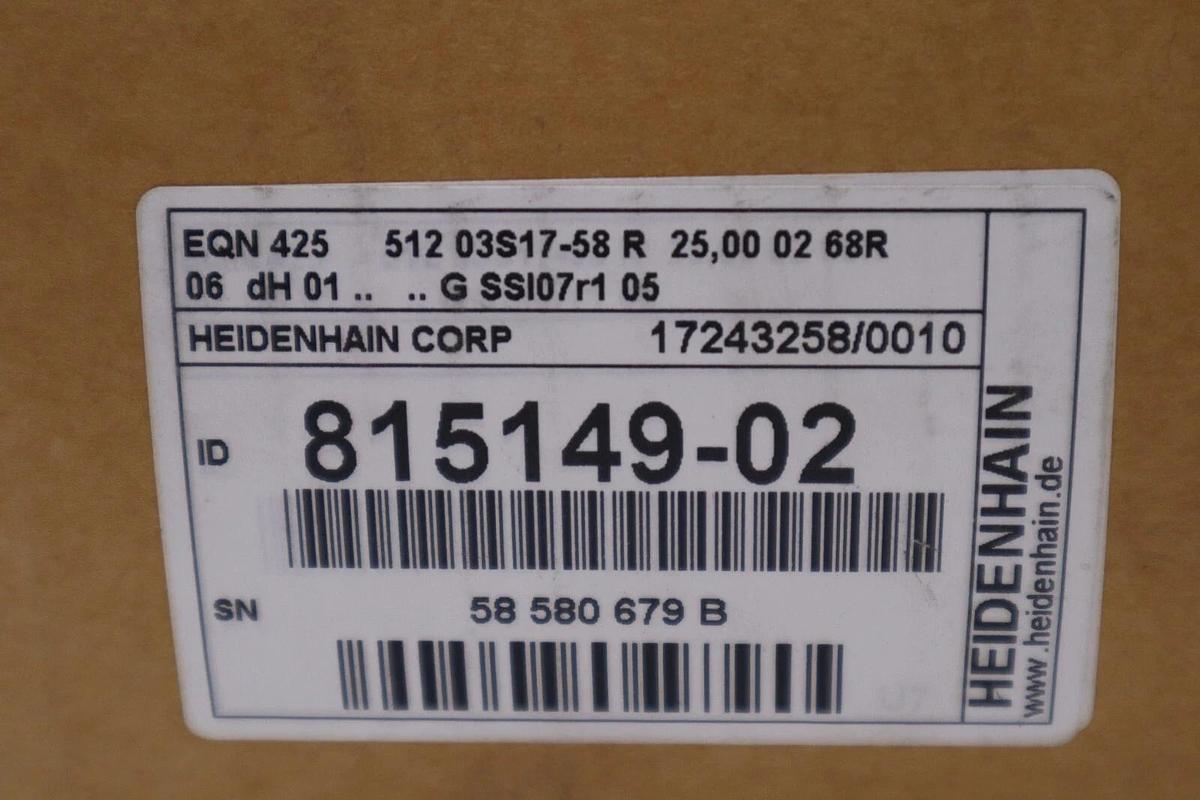 EQN 425 512 03S17-58 R 25,00 02 68R
06 dH 01 .. .. G SSI07r1 05
HEIDENHAIN CORP 17243258/0010
ID 815149-02
SN 58 580 679 B
HEIDENHAIN
www.heidenhain.de